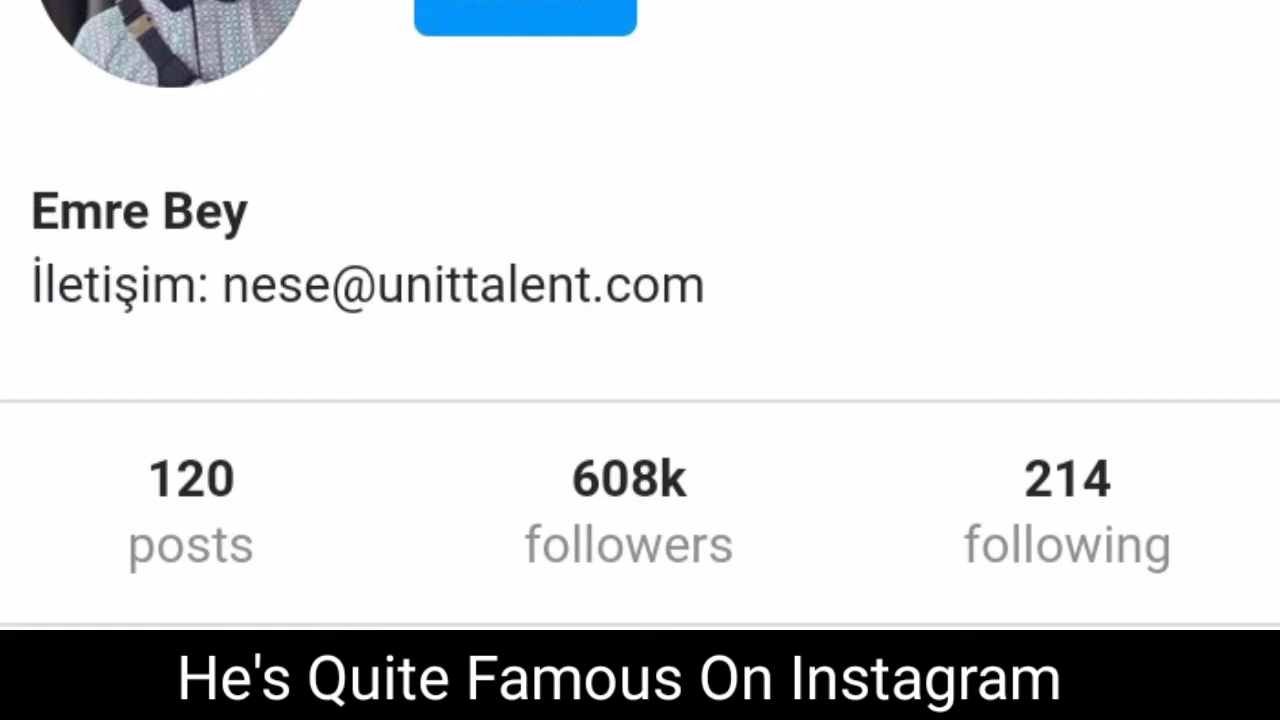 Emre Bey
İletişim: nese@unittalent.com
120
608k
214
posts
followers
following
He's Quite Famous On Instagram